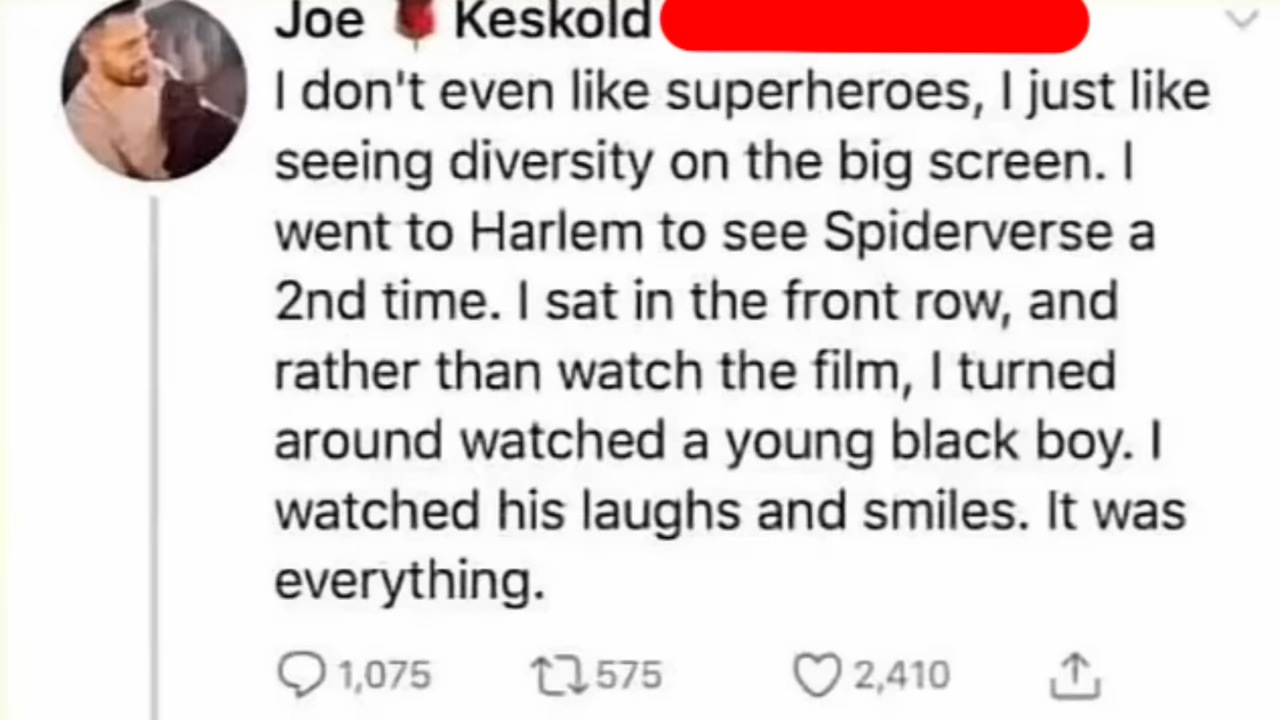 Joe 🌹 Keskold
I don't even like superheroes, I just like
seeing diversity on the big screen. I
went to Harlem to see Spiderverse a
2nd time. I sat in the front row, and
rather than watch the film, I turned
around watched a young black boy. I
watched his laughs and smiles. It was
everything.
1,075 575 2,410